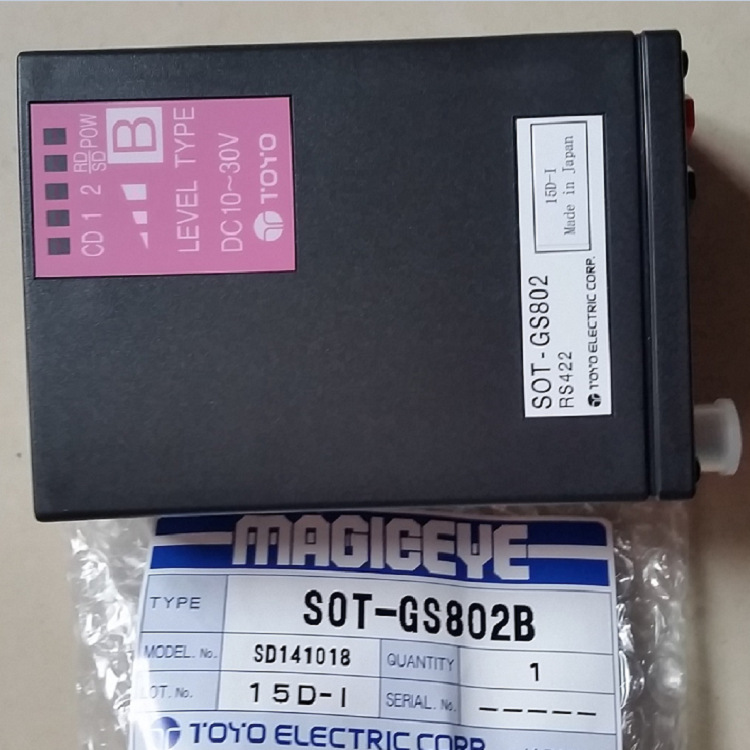 CD 1 2 RD SD POW
B
LEVEL TYPE
DC10~30V
TOYO
SOT-GS802
RS422
TOYO ELECTRIC CORP.
15D-I
Made in Japan
MAGICEYE
TYPE SOT-GS802B
MODEL. No. SD141018 QUANTITY 1
LOT. No. 15D-I SERIAL. No. -----
TOYO ELECTRIC CORP